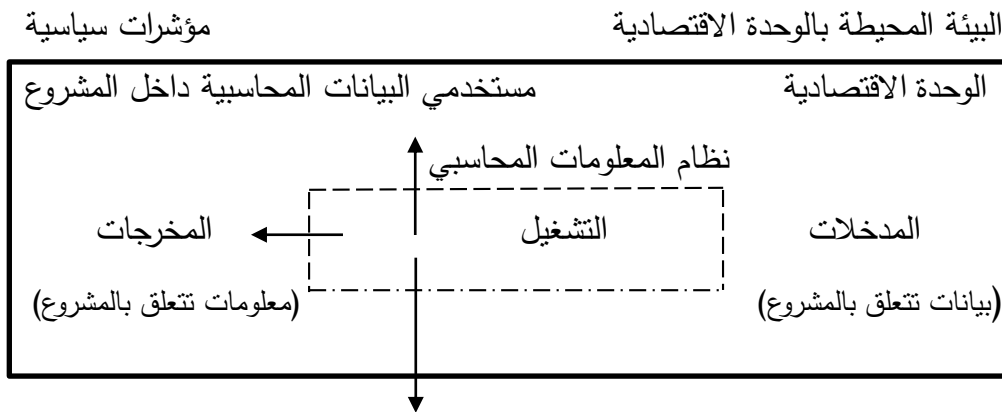 البيئة المحيطة بالوحدة الاقتصادية مؤشرات سياسية
الوحدة الاقتصادية مستخدمي البيانات المحاسبية داخل المشروع
نظام المعلومات المحاسبي
المدخلات التشغيل المخرجات
(بيانات تتعلق بالمشروع) (معلومات تتعلق بالمشروع)